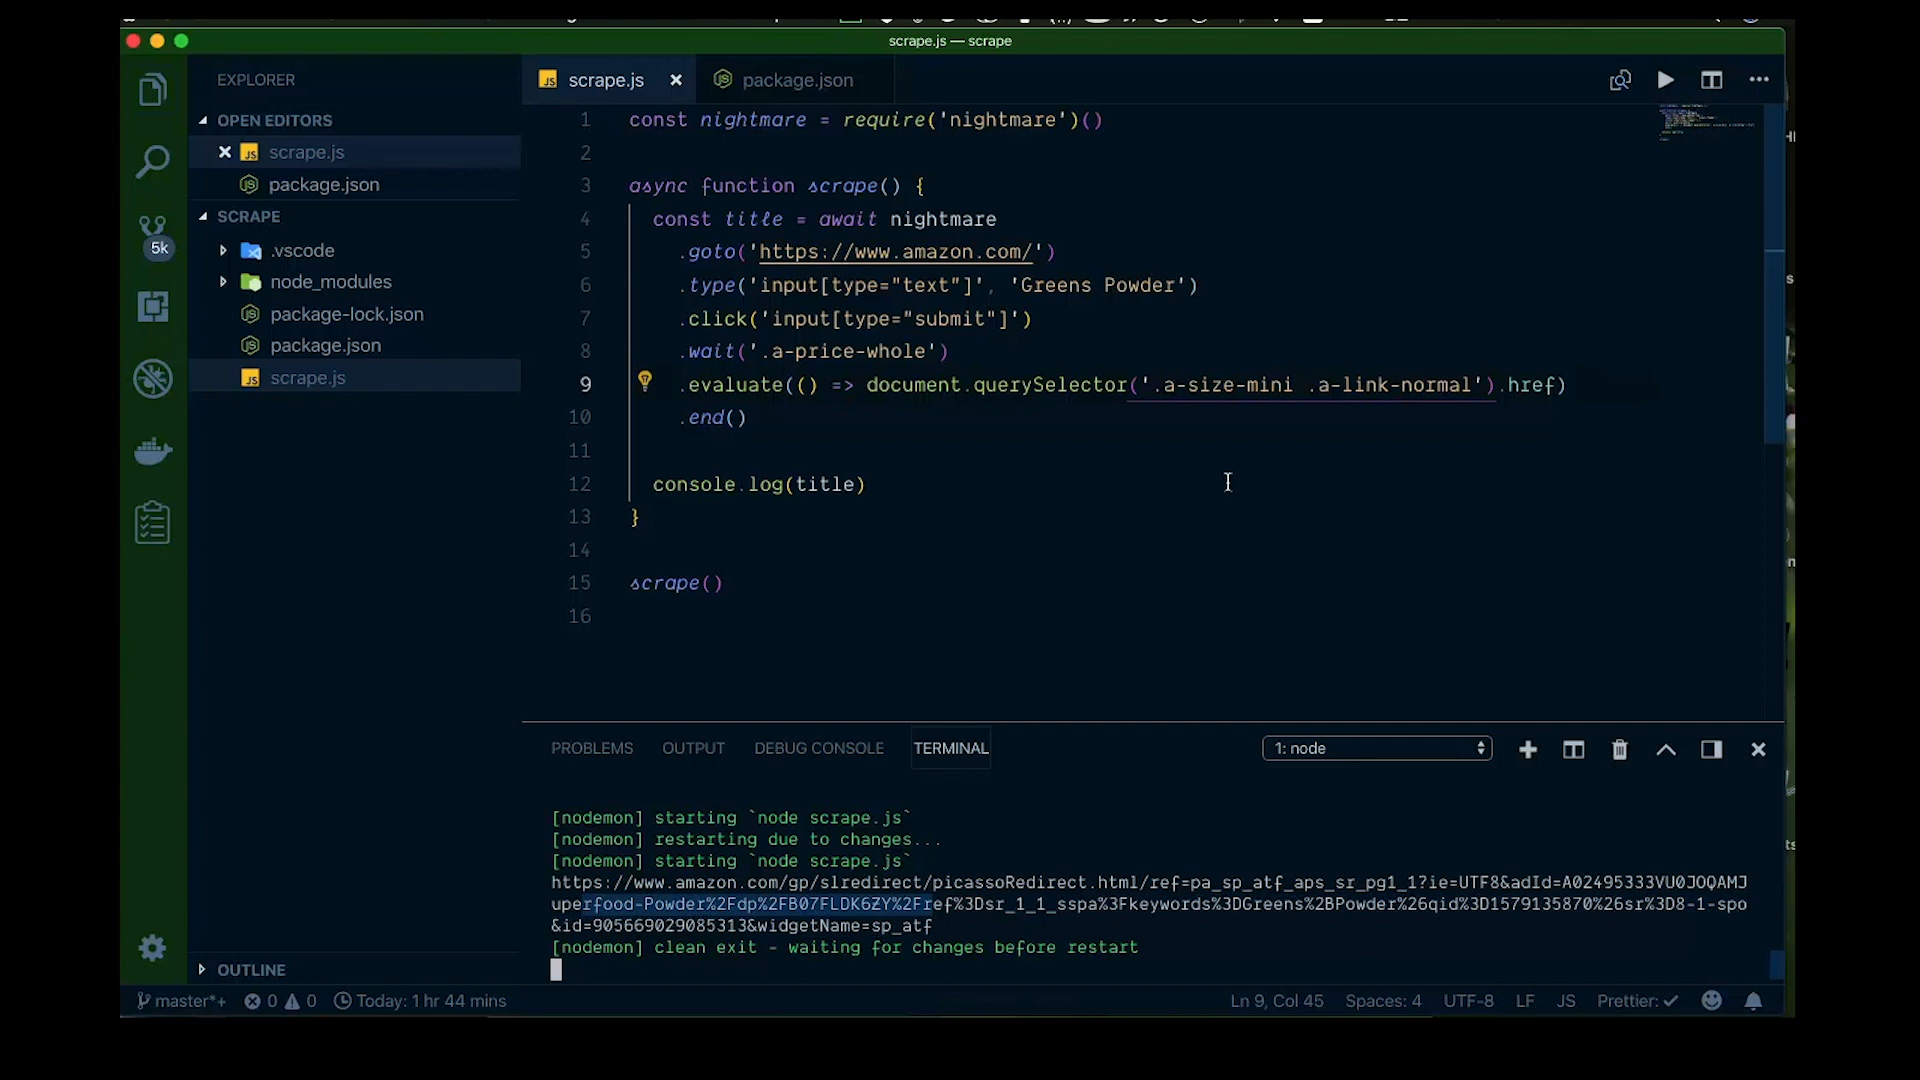 scrape.js — scrape
EXPLORER
OPEN EDITORS
scrape.js
package.json
SCRAPE
.vscode
node_modules
package-lock.json
package.json
scrape.js
OUTLINE
5k
scrape.js
package.json
1 const nightmare = require('nightmare')()
2
3 async function scrape() {
4 const title = await nightmare
5 .goto('https://www.amazon.com/')
6 .type('input[type="text"]', 'Greens Powder')
7 .click('input[type="submit"]')
8 .wait('.a-price-whole')
9 .evaluate(() => document.querySelector('.a-size-mini .a-link-normal').href)
10 .end()
11
12 console.log(title)
13 }
14
15 scrape()
16
PROBLEMS OUTPUT DEBUG CONSOLE TERMINAL 1: node
[nodemon] starting `node scrape.js`
[nodemon] restarting due to changes...
[nodemon] starting `node scrape.js`
https://www.amazon.com/gp/slredirect/picassoRedirect.html/ref=pa_sp_atf_aps_sr_pg1_1?ie=UTF8&adId=A02495333VU0JOQAMJ
uperfood-Powder%2Fdp%2FB07FLDK6ZY%2Fref%3Dsr_1_1_sspa%3Fkeywords%3DGreens%2BPowder%26qid%3D1579135870%26sr%3D8-1-spo
&id=905669029085313&widgetName=sp_atf
[nodemon] clean exit - waiting for changes before restart
master*+ 0 0 Today: 1 hr 44 mins Ln 9, Col 45 Spaces: 4 UTF-8 LF JS Prettier: ✓